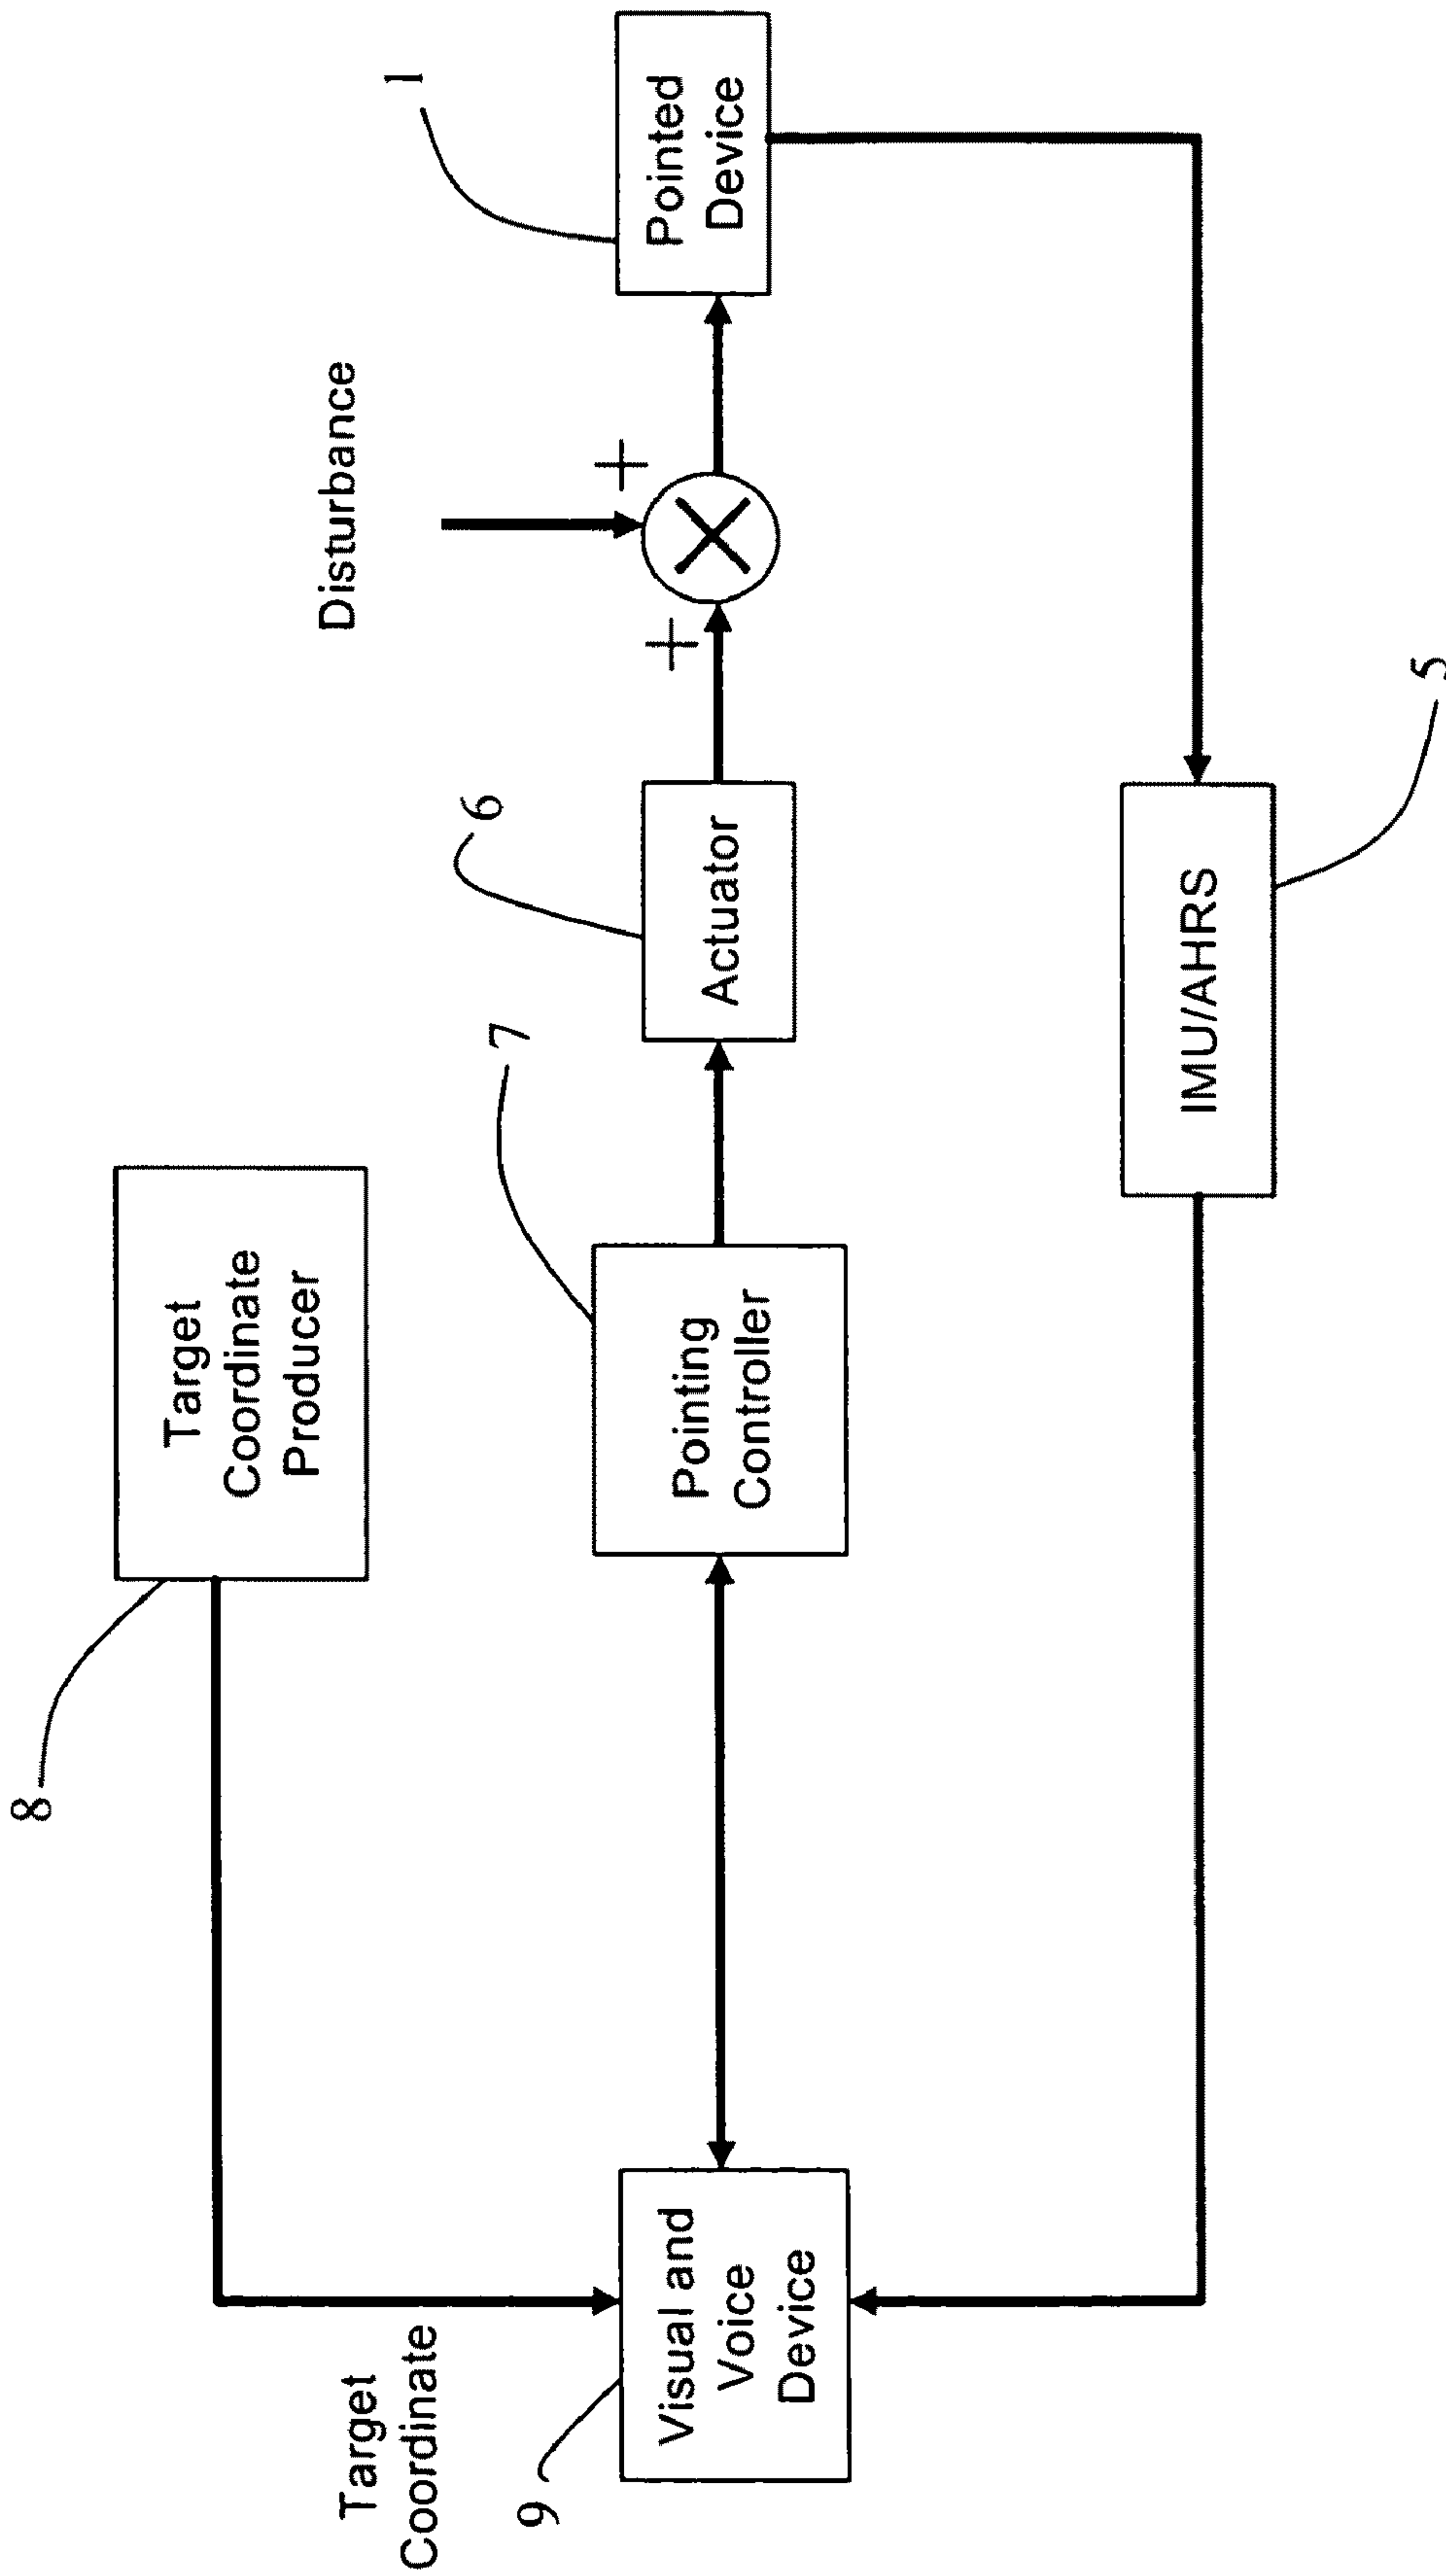 8
Target
Coordinate
Producer
Target
Coordinate
9
Visual and
Voice
Device
7
Pointing
Controller
6
Actuator
+
Disturbance
+
1
Pointed
Device
5
IMU/AHRS